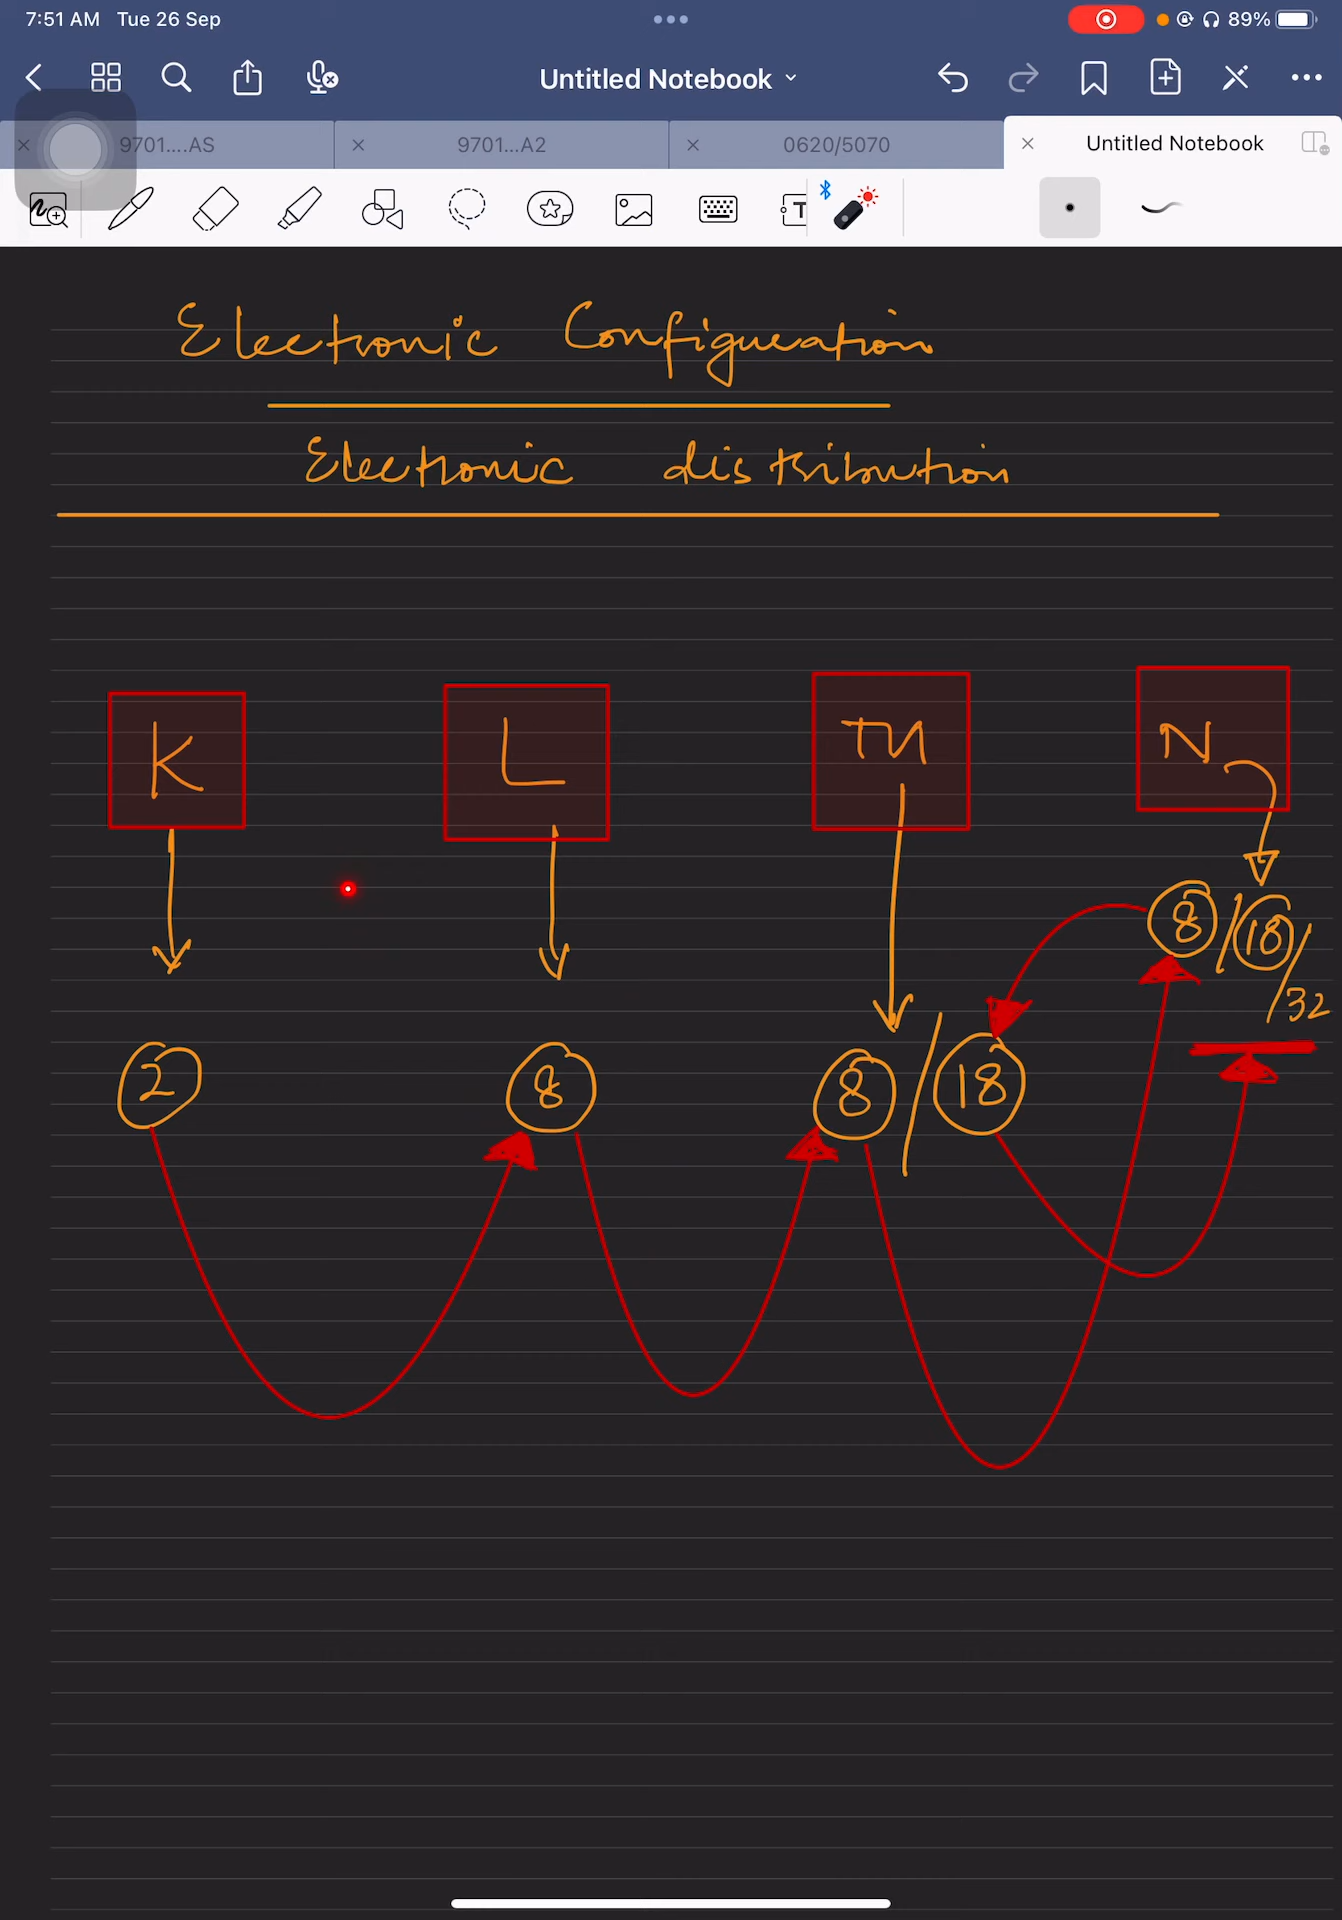 7:51 AM Tue 26 Sep
89%
Untitled Notebook
9701....AS
9701...A2
0620/5070
Untitled Notebook
T
Electronic Configuration
Electronic distribution
K
L
M
N
8/18/32
2
8
8/18